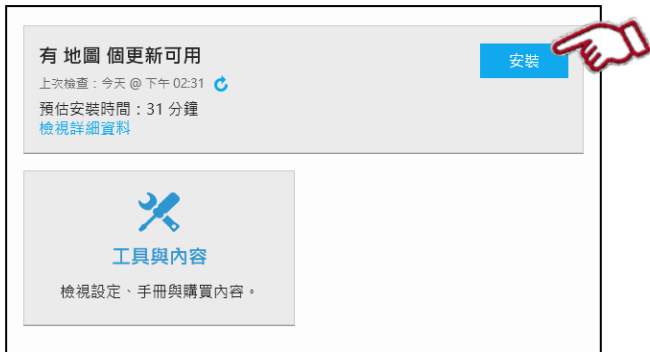 有 地圖 個更新可用
安裝
上次檢查：今天 @ 下午 02:31
預估安裝時間：31 分鐘
檢視詳細資料
工具與內容
檢視設定、手冊與購買內容。